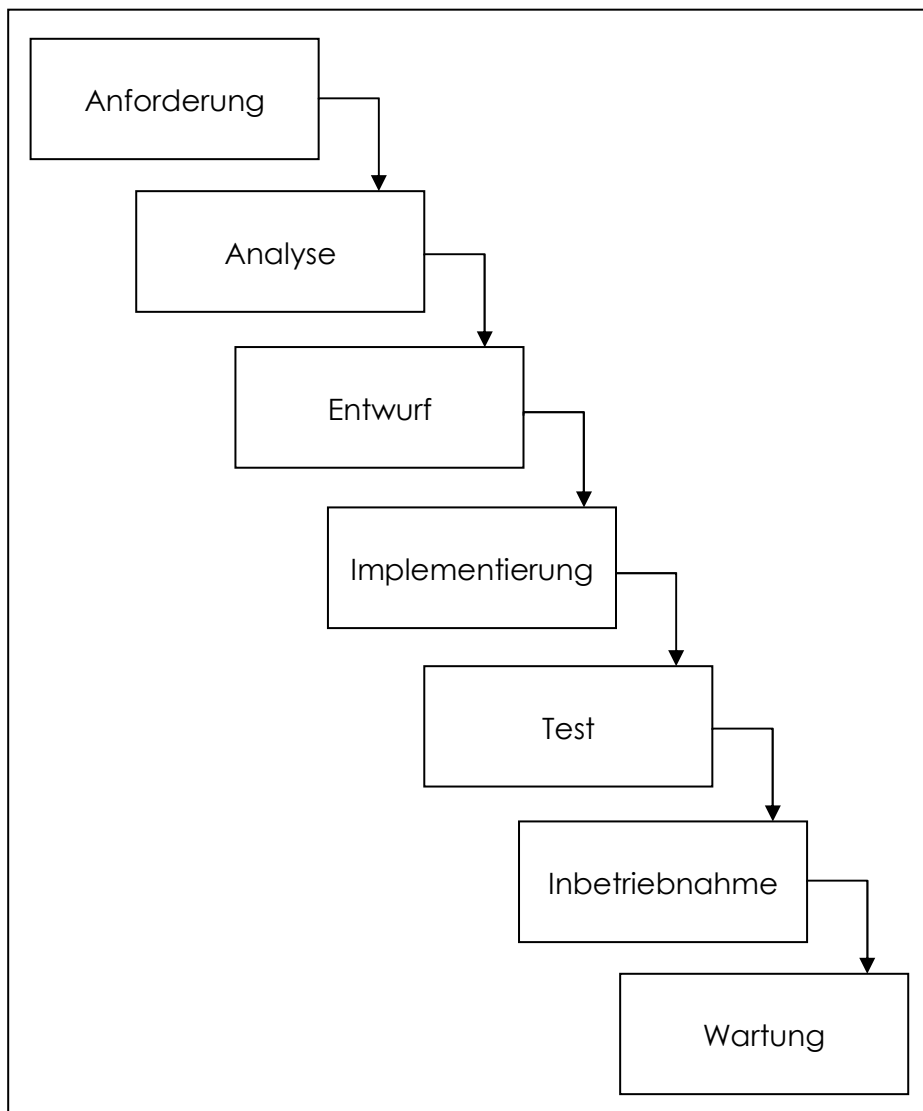 Anforderung
Analyse
Entwurf
Implementierung
Test
Inbetriebnahme
Wartung